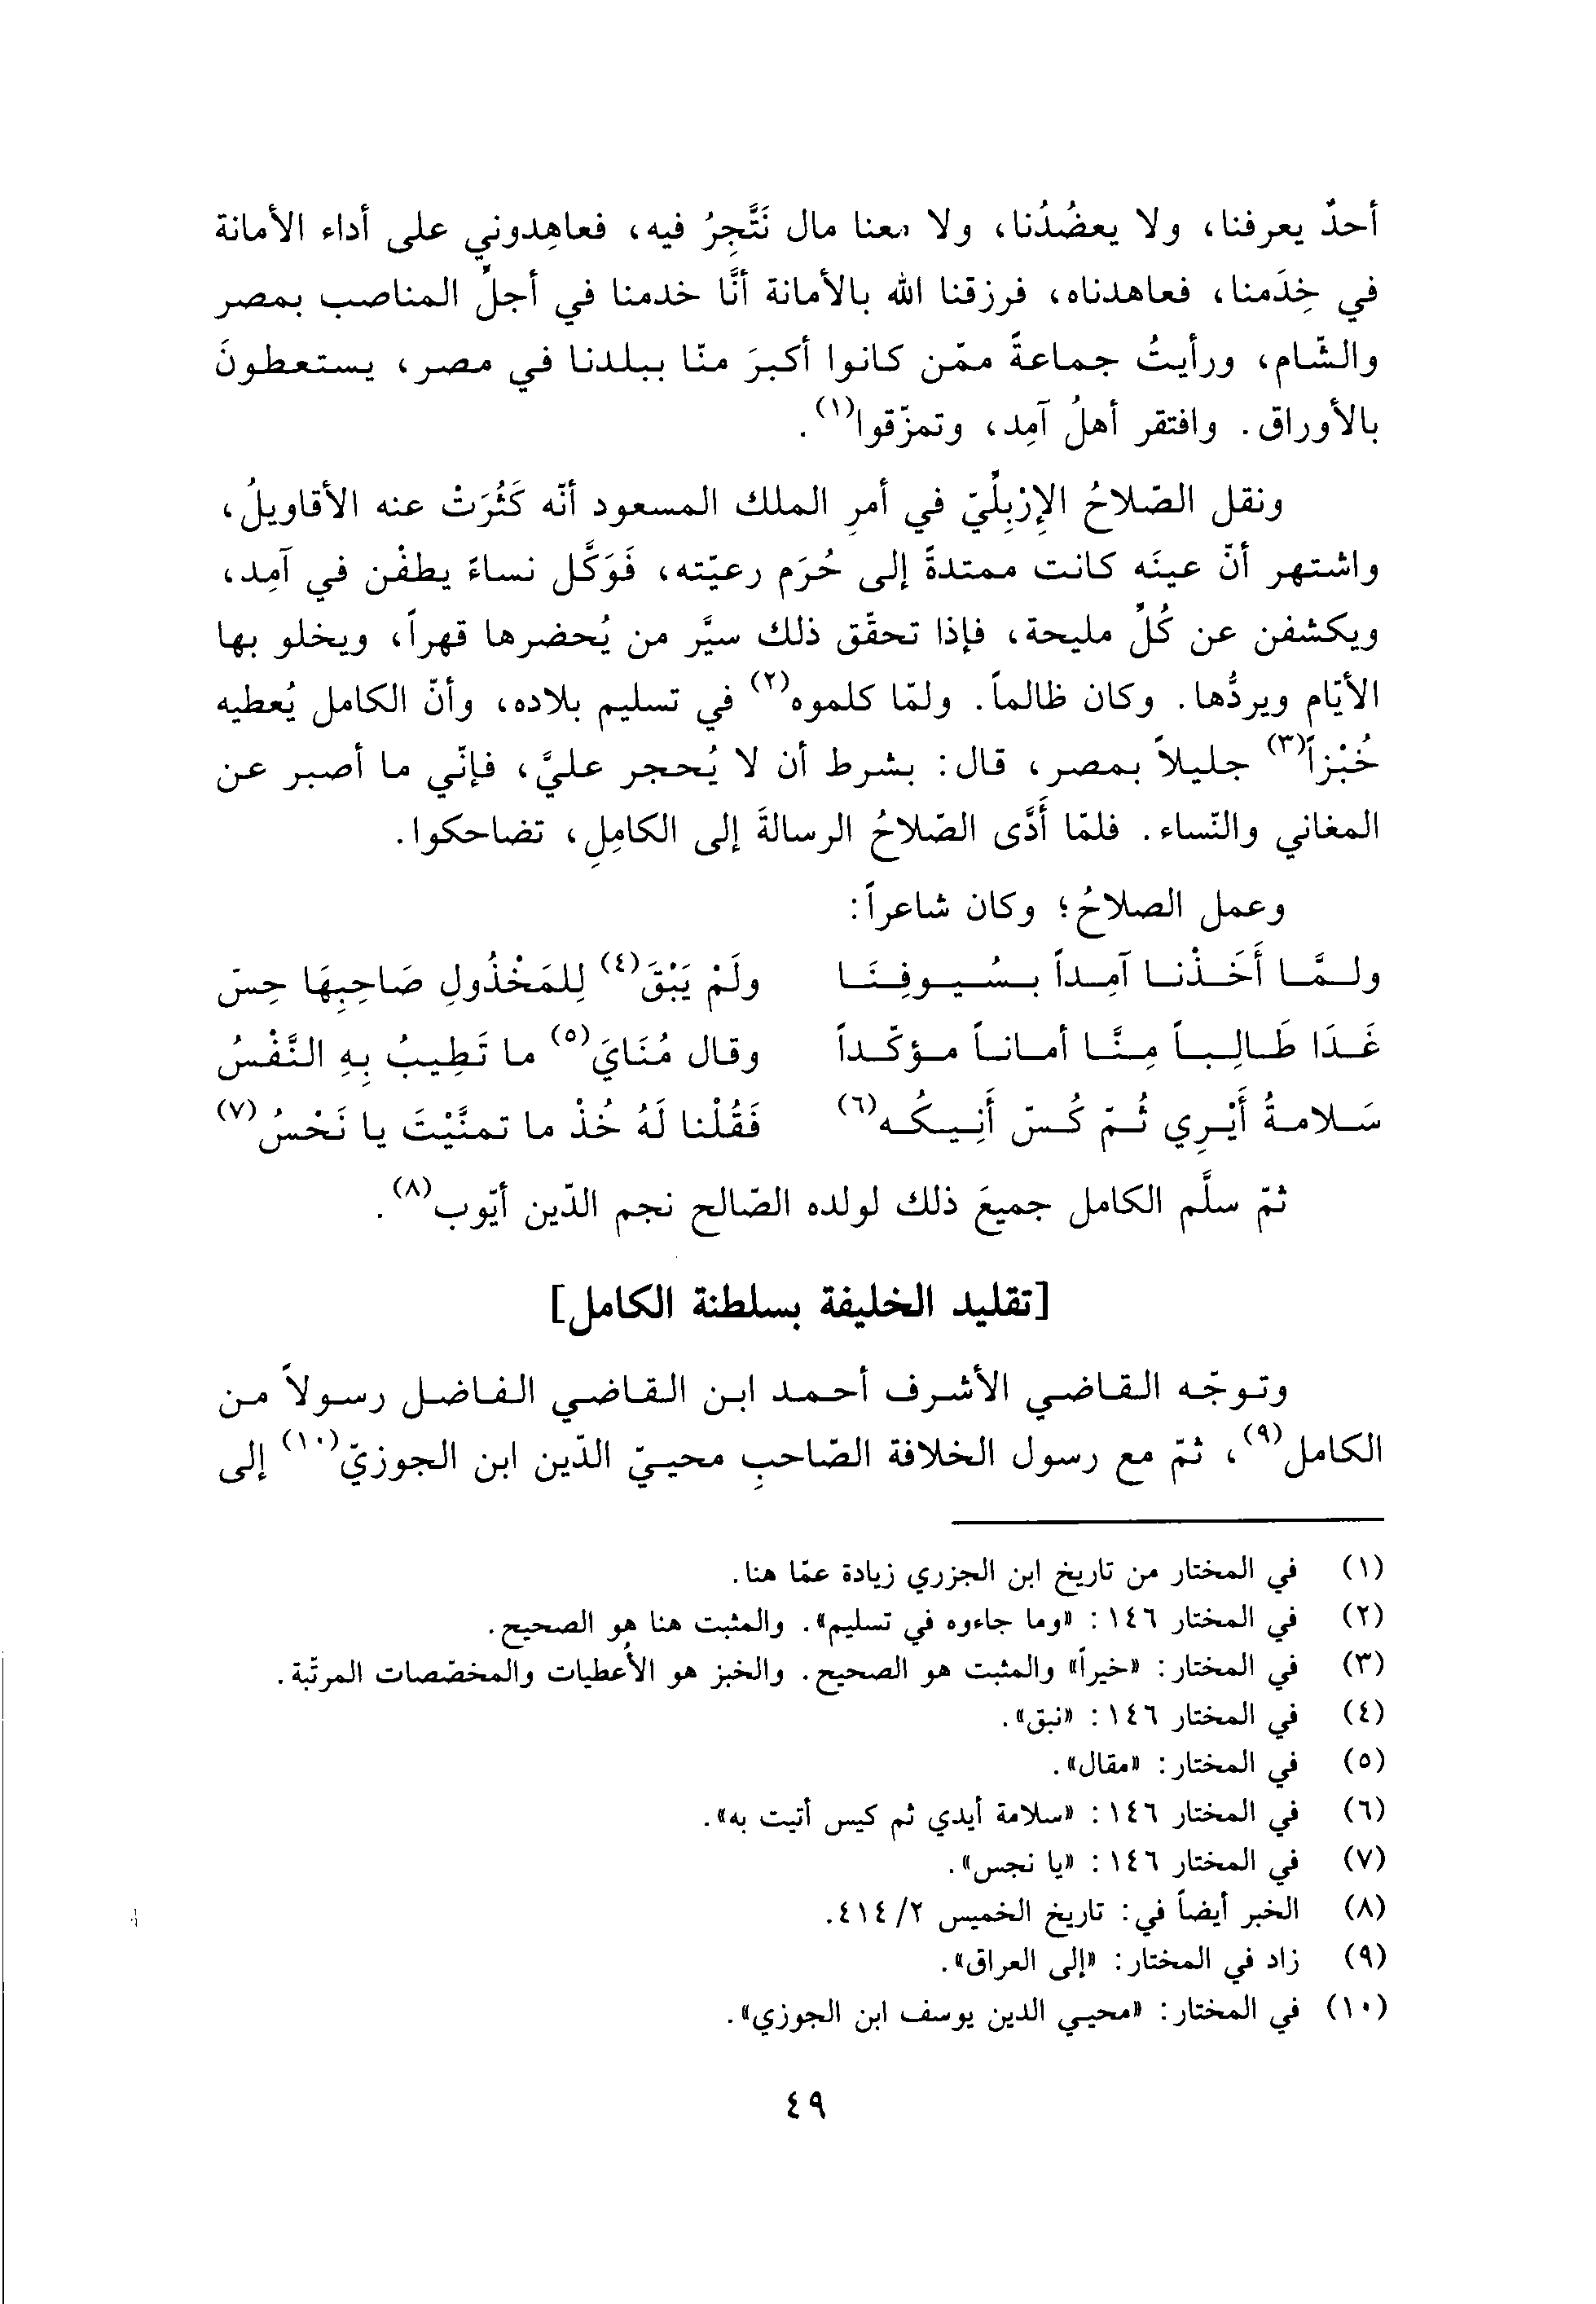 أحدٌ يعرفنا، ولا يعضُدُنا، ولا معنا مال نَتَّجِرُ فيه، فعاهِدوني على أداء الأمانة
في خِدَمنا، فعاهدناه، فرزقنا الله بالأمانة أنَّا خدمنا في أجلِّ المناصب بمصر
والشّام، ورأيتُ جماعةً ممّن كانوا أكبرَ منّا ببلدنا في مصر، يستعطونَ
بالأوراق. وافتقر أهلُ آمِد، وتمزّقوا(١).
ونقل الصّلاحُ الإِرْبِلّيّ في أمرِ الملك المسعود أنّه كَثُرَتْ عنه الأقاويلُ،
واشتهر أنّ عينَه كانت ممتدةً إلى حُرَم رعيّته، فَوَكَّل نساءً يطفْن في آمِد،
ويكشفن عن كُلِّ مليحة، فإذا تحقّق ذلك سيَّر من يُحضرها قهراً، ويخلو بها
الأيّام ويردُّها. وكان ظالماً. ولمّا كلموه(٢) في تسليم بلاده، وأنّ الكامل يُعطيه
خُبْزاً(٣) جليلاً بمصر، قال: بشرط أن لا يُحجر عليَّ، فإنّي ما أصبر عن
المغاني والنّساء. فلمّا أَدَّى الصّلاحُ الرسالةَ إلى الكامِلِ، تضاحكوا.
وعمل الصلاحُ؛ وكان شاعراً:
ولـمَّـا أَخَـذْنـا آمِـداً بـسُـيـوفِـنَـا ولَمْ يَبْقَ(٤) لِلمَخْذُولِ صَاحِبِهَا حِسّ
غَـدَا طَـالِـبـاً مِـنَّـا أمـانـاً مـؤكّـداً وقال مُنَايَ(٥) ما تَطِيبُ بِهِ النَّفْسُ
سَـلامـةُ أَيْـرِي ثُـمّ كُـسّ أَنِـيـكُـه(٦) فَقُلْنا لَهُ خُذْ ما تمنَّيْتَ يا نَحْسُ(٧)
ثمّ سلَّم الكامل جميعَ ذلك لولده الصّالح نجم الدّين أيّوب(٨).
[تقليد الخليفة بسلطنة الكامل]
وتوجّه القاضي الأشرف أحمد ابن القاضي الفاضل رسولاً من
الكامل(٩)، ثمّ مع رسول الخلافة الصّاحبِ محييّ الدّين ابن الجوزيّ(١٠) إلى
(١) في المختار من تاريخ ابن الجزري زيادة عمّا هنا.
(٢) في المختار ١٤٦: «وما جاءوه في تسليم». والمثبت هنا هو الصحيح.
(٣) في المختار: «خيراً» والمثبت هو الصحيح. والخبز هو الأعطيات والمخصّصات المرتّبة.
(٤) في المختار ١٤٦: «نبق».
(٥) في المختار: «مقال».
(٦) في المختار ١٤٦: «سلامة أيدي ثم كيس أتيت به».
(٧) في المختار ١٤٦: «يا نجس».
(٨) الخبر أيضاً في: تاريخ الخميس ٢/ ٤١٤.
(٩) زاد في المختار: «إلى العراق».
(١٠) في المختار: «محيي الدين يوسف ابن الجوزي».
٤٩